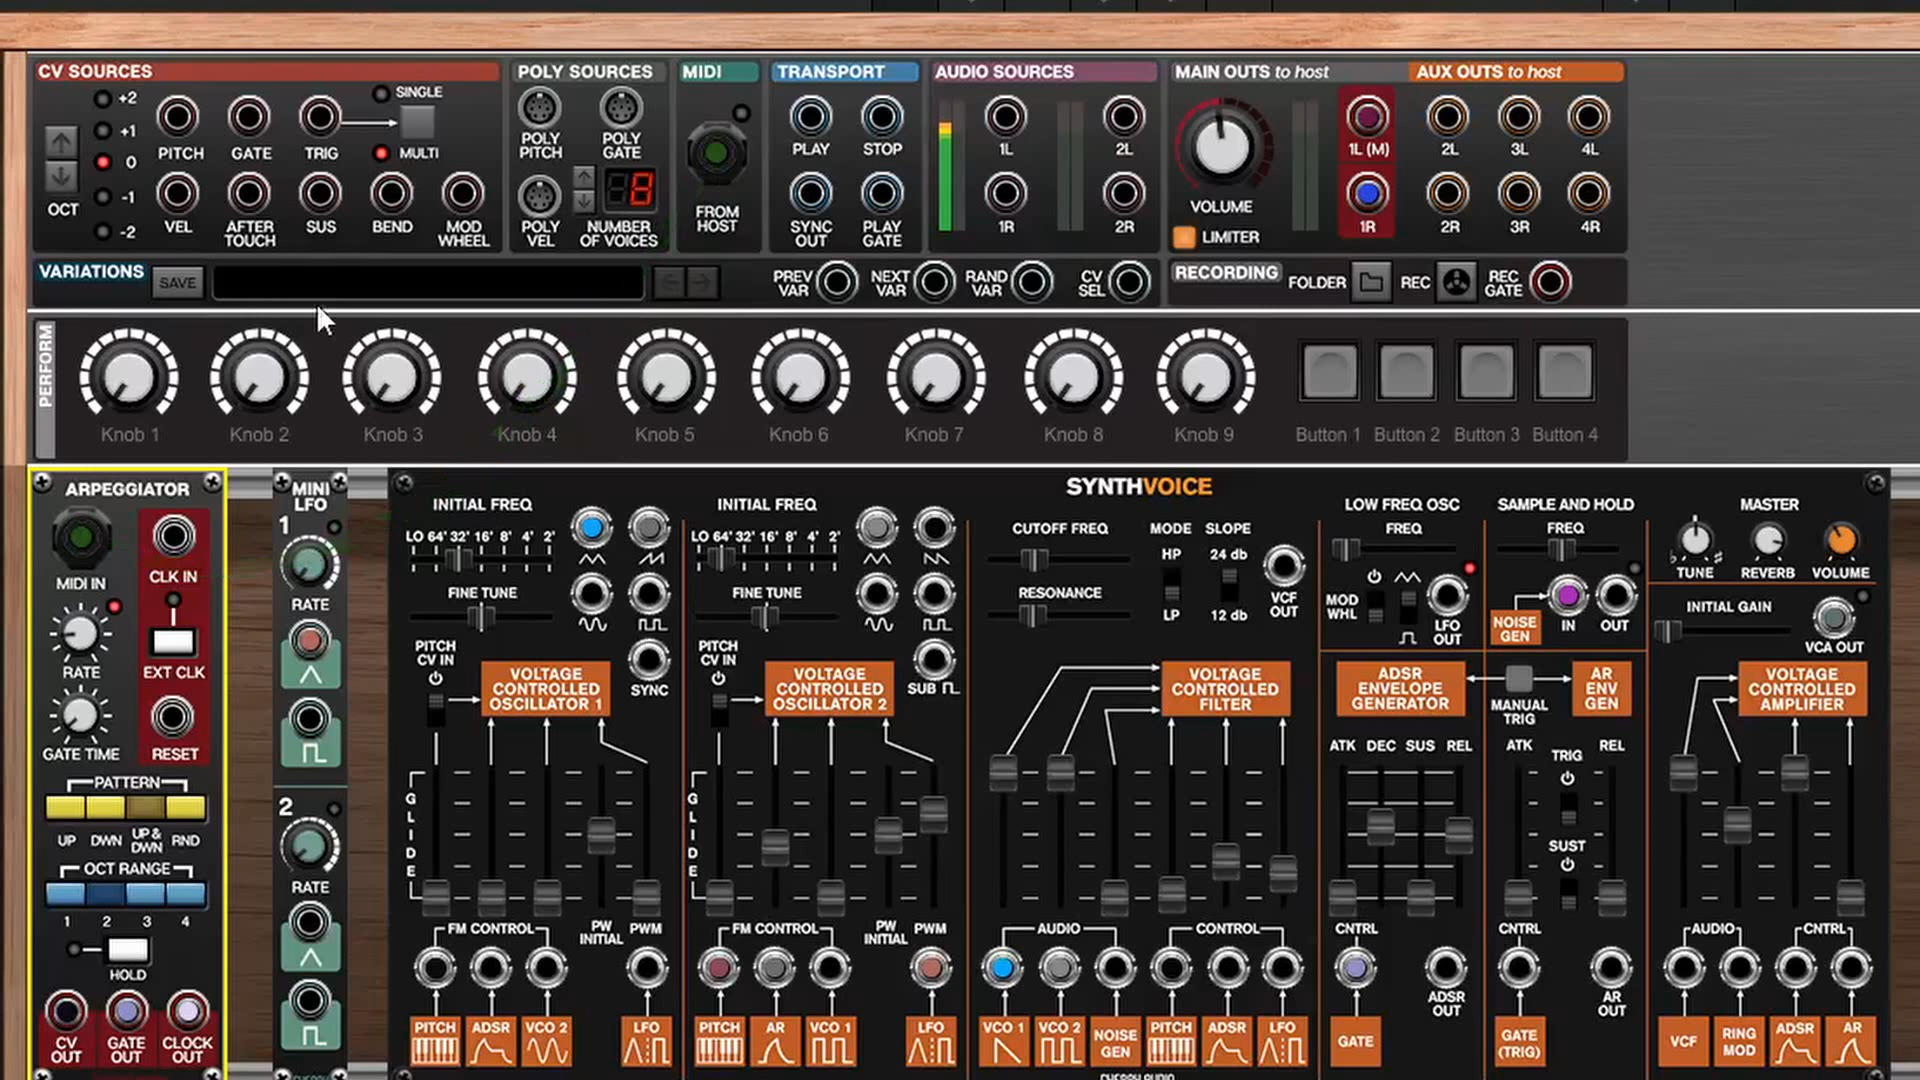 CV SOURCES
+2
+1
0
-1
-2
OCT
PITCH GATE TRIG
SINGLE
MULTI
VEL AFTER TOUCH SUS BEND MOD WHEEL
POLY SOURCES
POLY PITCH POLY GATE
POLY VEL
8
NUMBER OF VOICES
MIDI
FROM HOST
TRANSPORT
PLAY STOP
SYNC OUT PLAY GATE
AUDIO SOURCES
1L 2L
1R 2R
MAIN OUTS to host
VOLUME
LIMITER
1L (M)
1R
AUX OUTS to host
2L 3L 4L
2R 3R 4R
VARIATIONS SAVE
PREV VAR NEXT VAR RAND VAR CV SEL
RECORDING FOLDER REC REC GATE
PERFORM
Knob 1 Knob 2 Knob 3 Knob 4 Knob 5 Knob 6 Knob 7 Knob 8 Knob 9 Button 1 Button 2 Button 3 Button 4
ARPEGGIATOR
MIDI IN CLK IN
RATE EXT CLK
GATE TIME RESET
PATTERN
UP DWN UP & DWN RND
OCT RANGE
1 2 3 4
HOLD
CV OUT GATE OUT CLOCK OUT
MINI LFO
1
RATE
2
RATE
SYNTHVOICE
INITIAL FREQ
LO 64' 32' 16' 8' 4' 2'
FINE TUNE
PITCH CV IN
VOLTAGE CONTROLLED OSCILLATOR 1
SYNC
GLIDE
FM CONTROL PW INITIAL PWM
PITCH ADSR VCO 2 LFO
INITIAL FREQ
LO 64' 32' 16' 8' 4' 2'
FINE TUNE
PITCH CV IN
VOLTAGE CONTROLLED OSCILLATOR 2
SUB
GLIDE
FM CONTROL PW INITIAL PWM
PITCH AR VCO 1 LFO
CUTOFF FREQ MODE SLOPE
HP 24 db
RESONANCE
LP 12 db
VCF OUT
VOLTAGE CONTROLLED FILTER
AUDIO CONTROL
VCO 1 VCO 2 NOISE GEN PITCH ADSR LFO
CHERRY AUDIO
LOW FREQ OSC
FREQ
MOD WHL
LFO OUT
ADSR ENVELOPE GENERATOR
ATK DEC SUS REL
CNTRL
ADSR OUT
GATE
SAMPLE AND HOLD
FREQ
NOISE GEN IN OUT
MANUAL TRIG
AR ENV GEN
ATK TRIG REL
SUST
CNTRL
AR OUT
GATE (TRIG)
MASTER
TUNE REVERB VOLUME
INITIAL GAIN
VCA OUT
VOLTAGE CONTROLLED AMPLIFIER
AUDIO CNTRL
VCF RING MOD ADSR AR